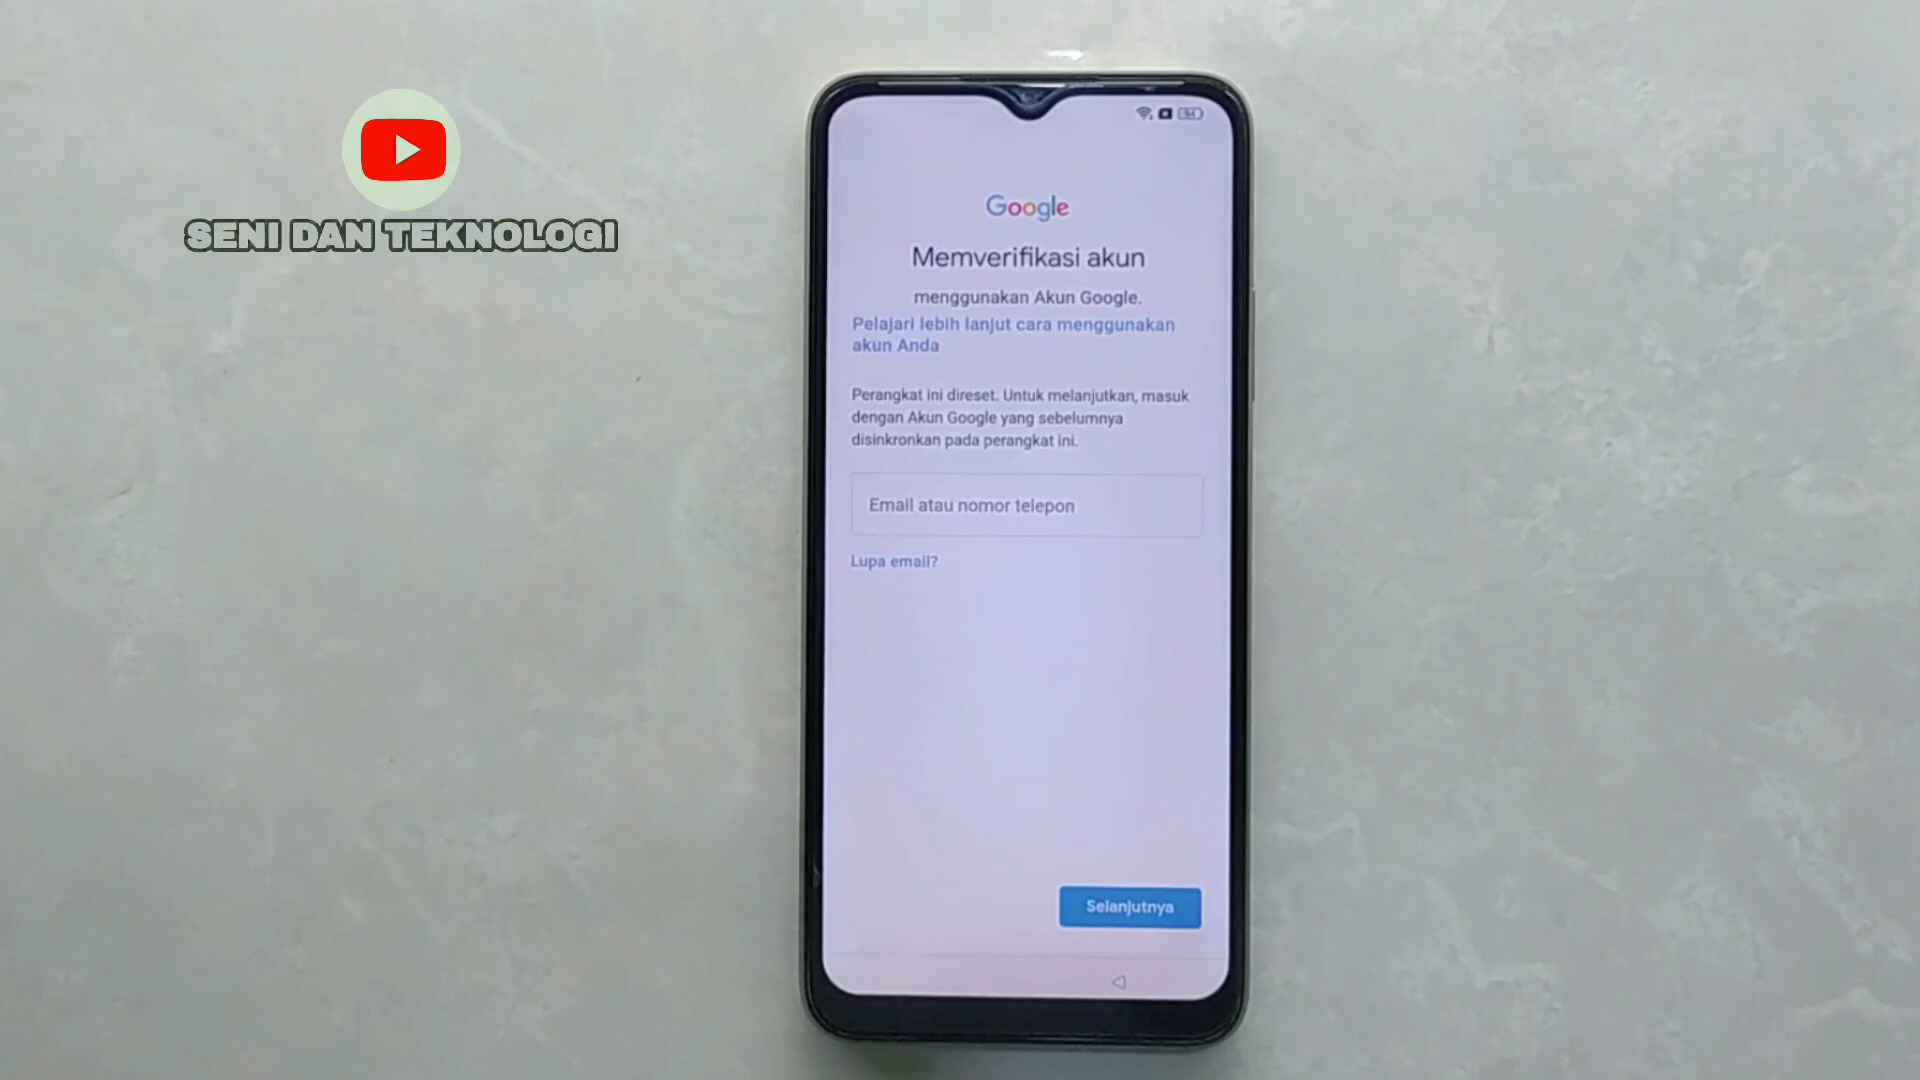 SENI DAN TEKNOLOGI
Google
Memverifikasi akun
menggunakan Akun Google.
Pelajari lebih lanjut cara menggunakan
akun Anda
Perangkat ini direset. Untuk melanjutkan, masuk
dengan Akun Google yang sebelumnya
disinkronkan pada perangkat ini.
Email atau nomor telepon
Lupa email?
Selanjutnya